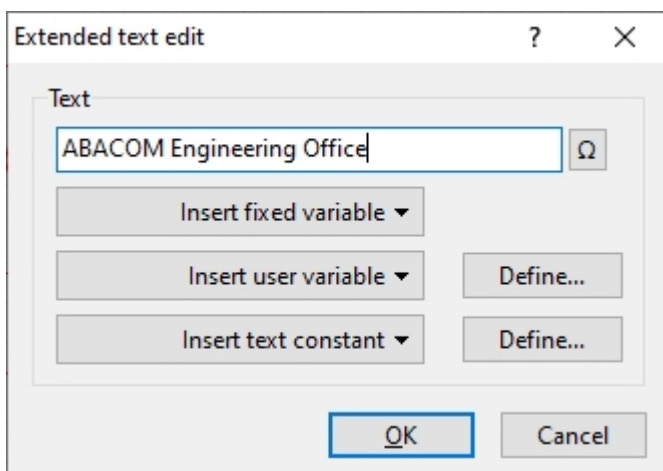 Extended text edit ?
Text
ABACOM Engineering Office Ω
Insert fixed variable
Insert user variable Define...
Insert text constant Define...
OK Cancel